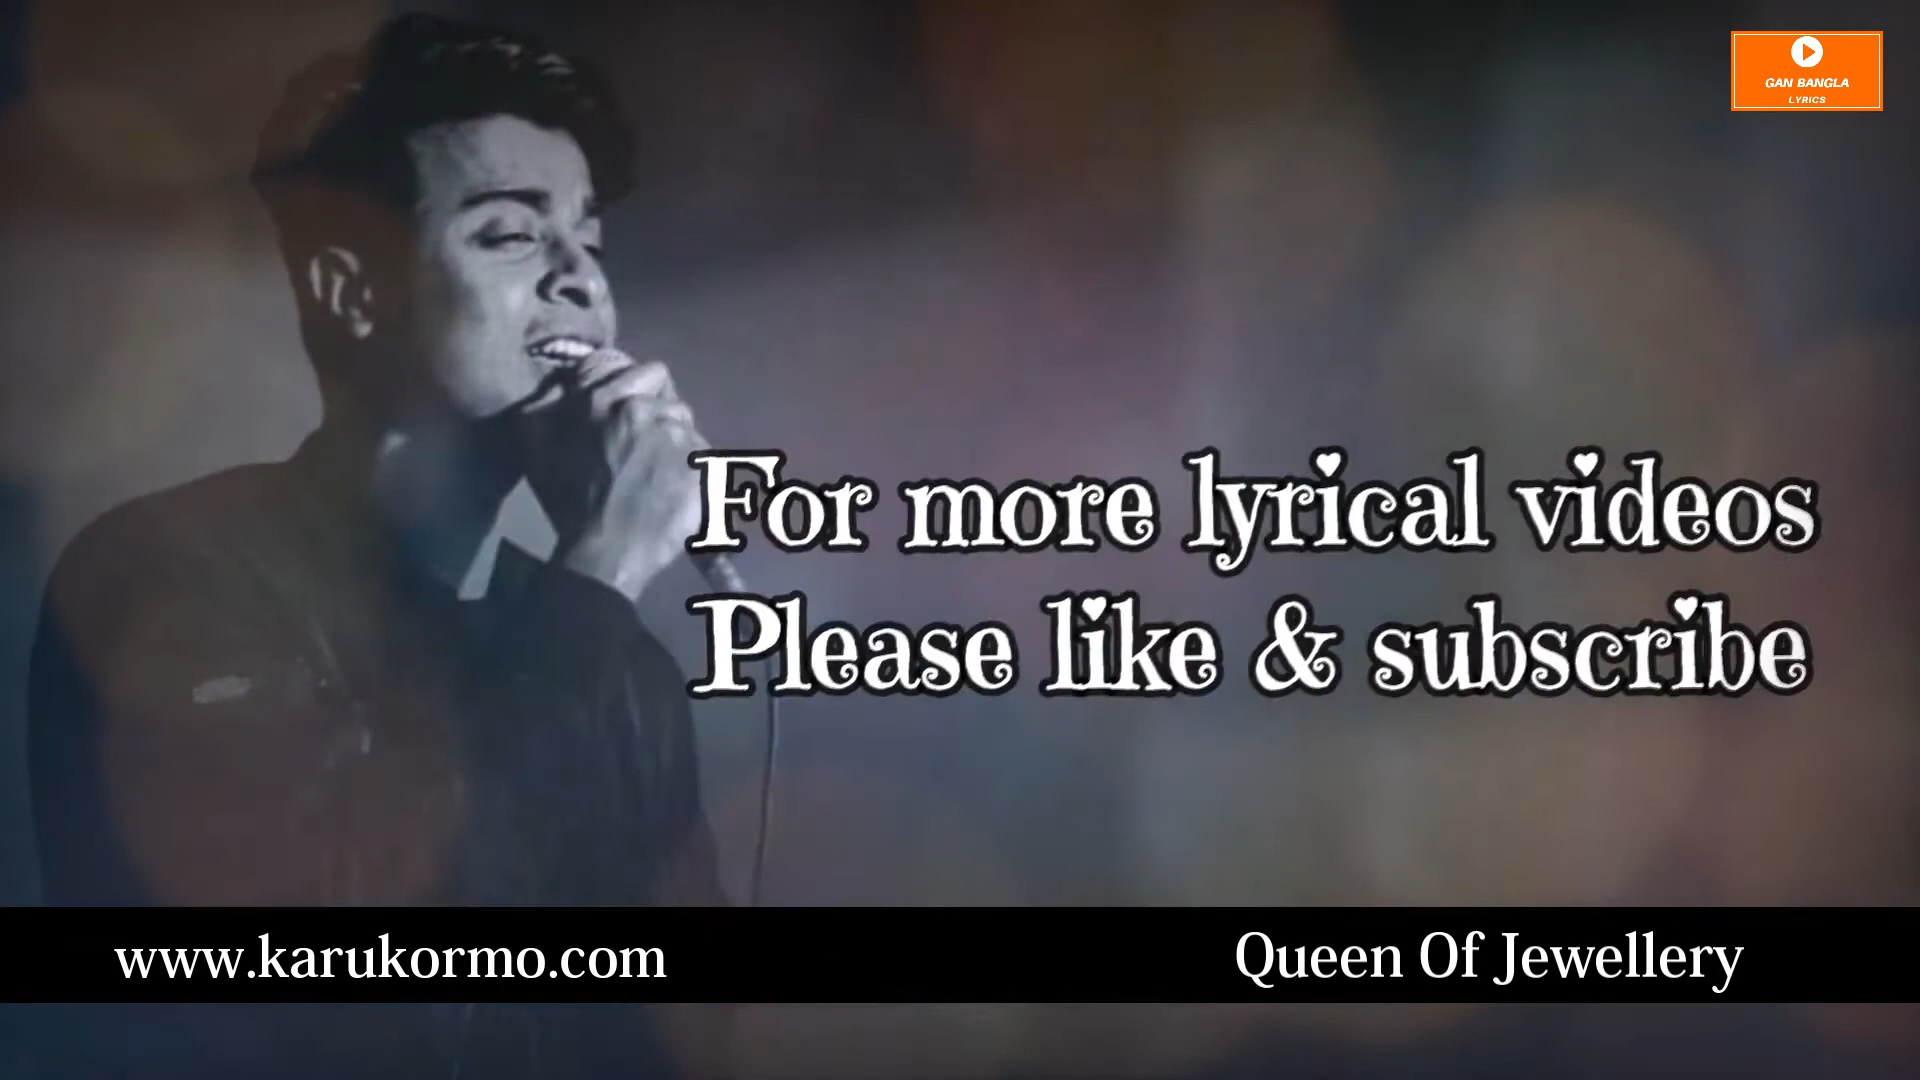 GAN BANGLA
LYRICS
For more lyrical videos
Please like & subscribe
www.karukormo.com
Queen Of Jewellery